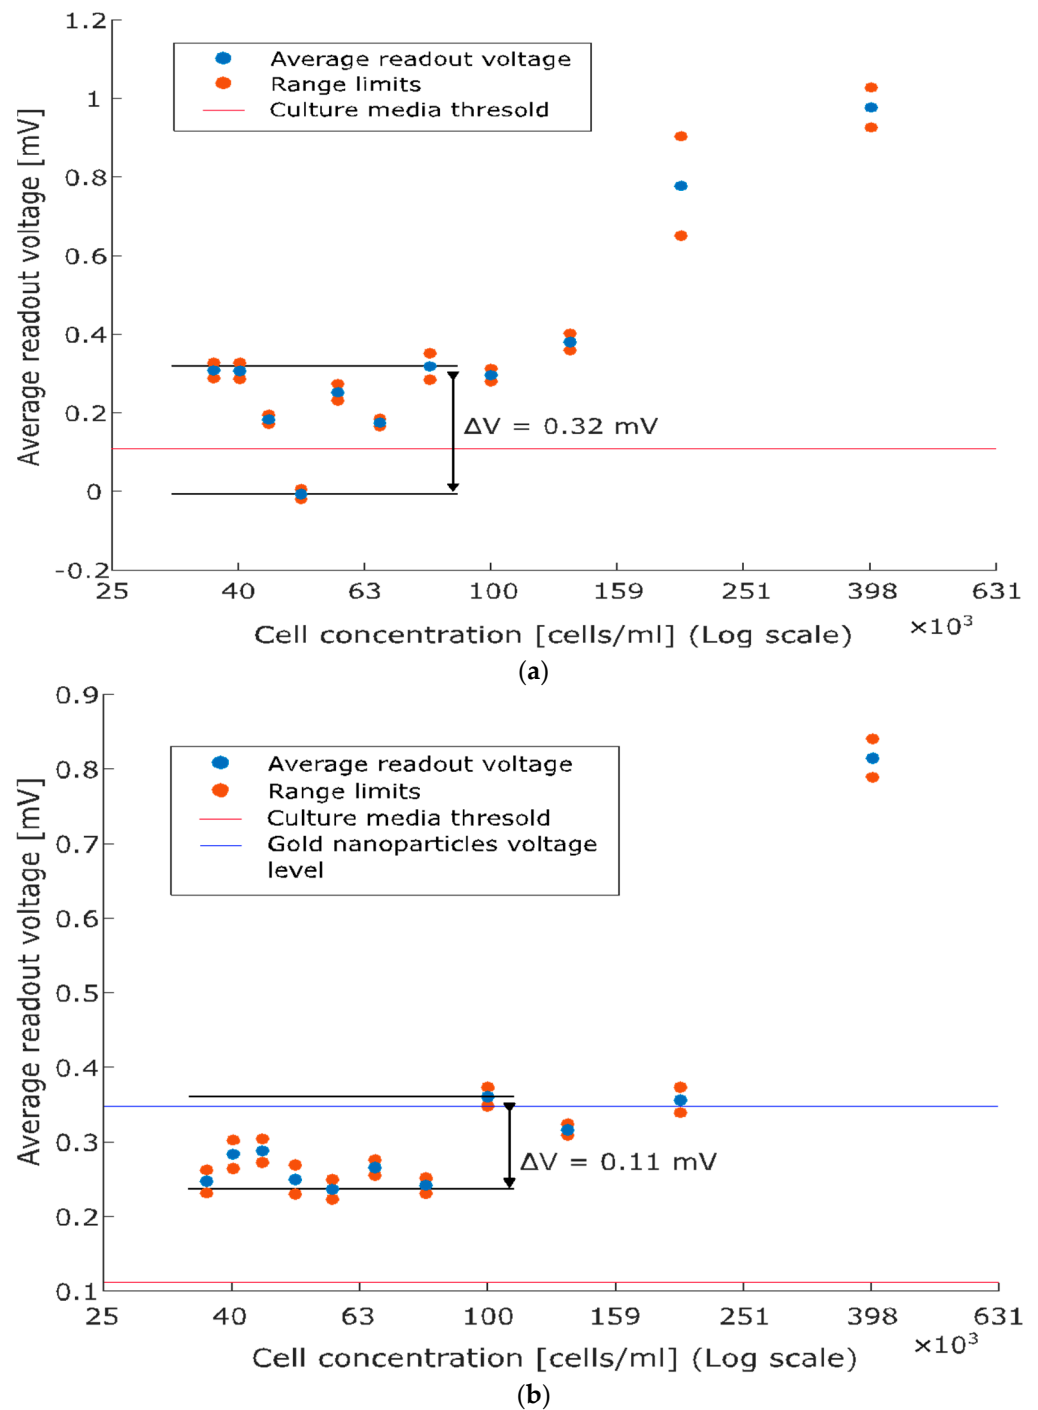 1.2
1
0.8
0.6
0.4
0.2
0
-0.2
Average readout voltage [mV]
Average readout voltage
Range limits
Culture media thresold
ΔV = 0.32 mV
25 40 63 100 159 251 398 631
×10³
Cell concentration [cells/ml] (Log scale)
(a)
0.9
0.8
0.7
0.6
0.5
0.4
0.3
0.2
0.1
Average readout voltage [mV]
Average readout voltage
Range limits
Culture media thresold
Gold nanoparticles voltage
level
ΔV = 0.11 mV
25 40 63 100 159 251 398 631
×10³
Cell concentration [cells/ml] (Log scale)
(b)